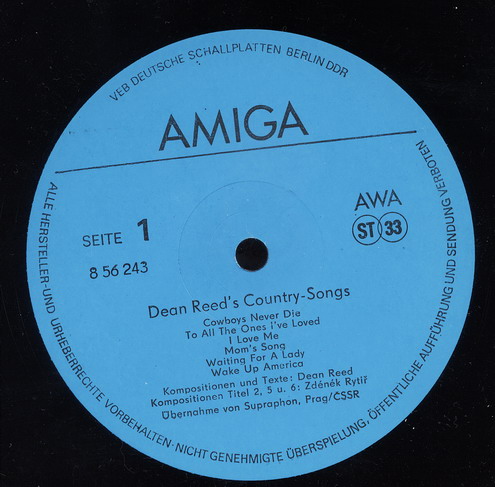 VEB DEUTSCHE SCHALLPLATTEN BERLIN DDR
AMIGA
SEITE 1
8 56 243
AWA
ST 33
Dean Reed's Country-Songs
Cowboys Never Die
To All The Ones I've Loved
I Love Me
Mom's Song
Waiting For A Lady
Wake Up America
Kompositionen und Texte: Dean Reed
Kompositionen Titel 2, 5 u. 6: Zdéněk Rytíř
Übernahme von Supraphon, Prag/ČSSR
ALLE HERSTELLER-UND URHEBERRECHTE VORBEHALTEN-NICHT GENEHMIGTE ÜBERSPIELUNG, ÖFFENTLICHE AUFFÜHRUNG UND SENDUNG VERBOTEN